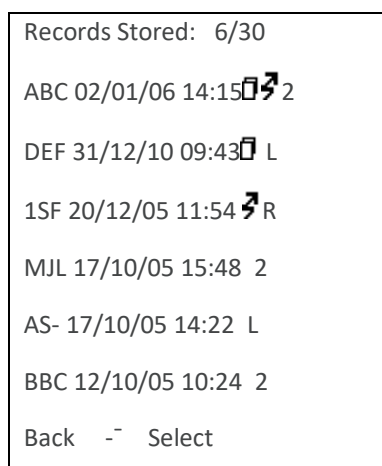 Records Stored: 6/30
ABC 02/01/06 14:15 2
DEF 31/12/10 09:43 L
1SF 20/12/05 11:54 R
MJL 17/10/05 15:48 2
AS- 17/10/05 14:22 L
BBC 12/10/05 10:24 2
Back -¯ Select